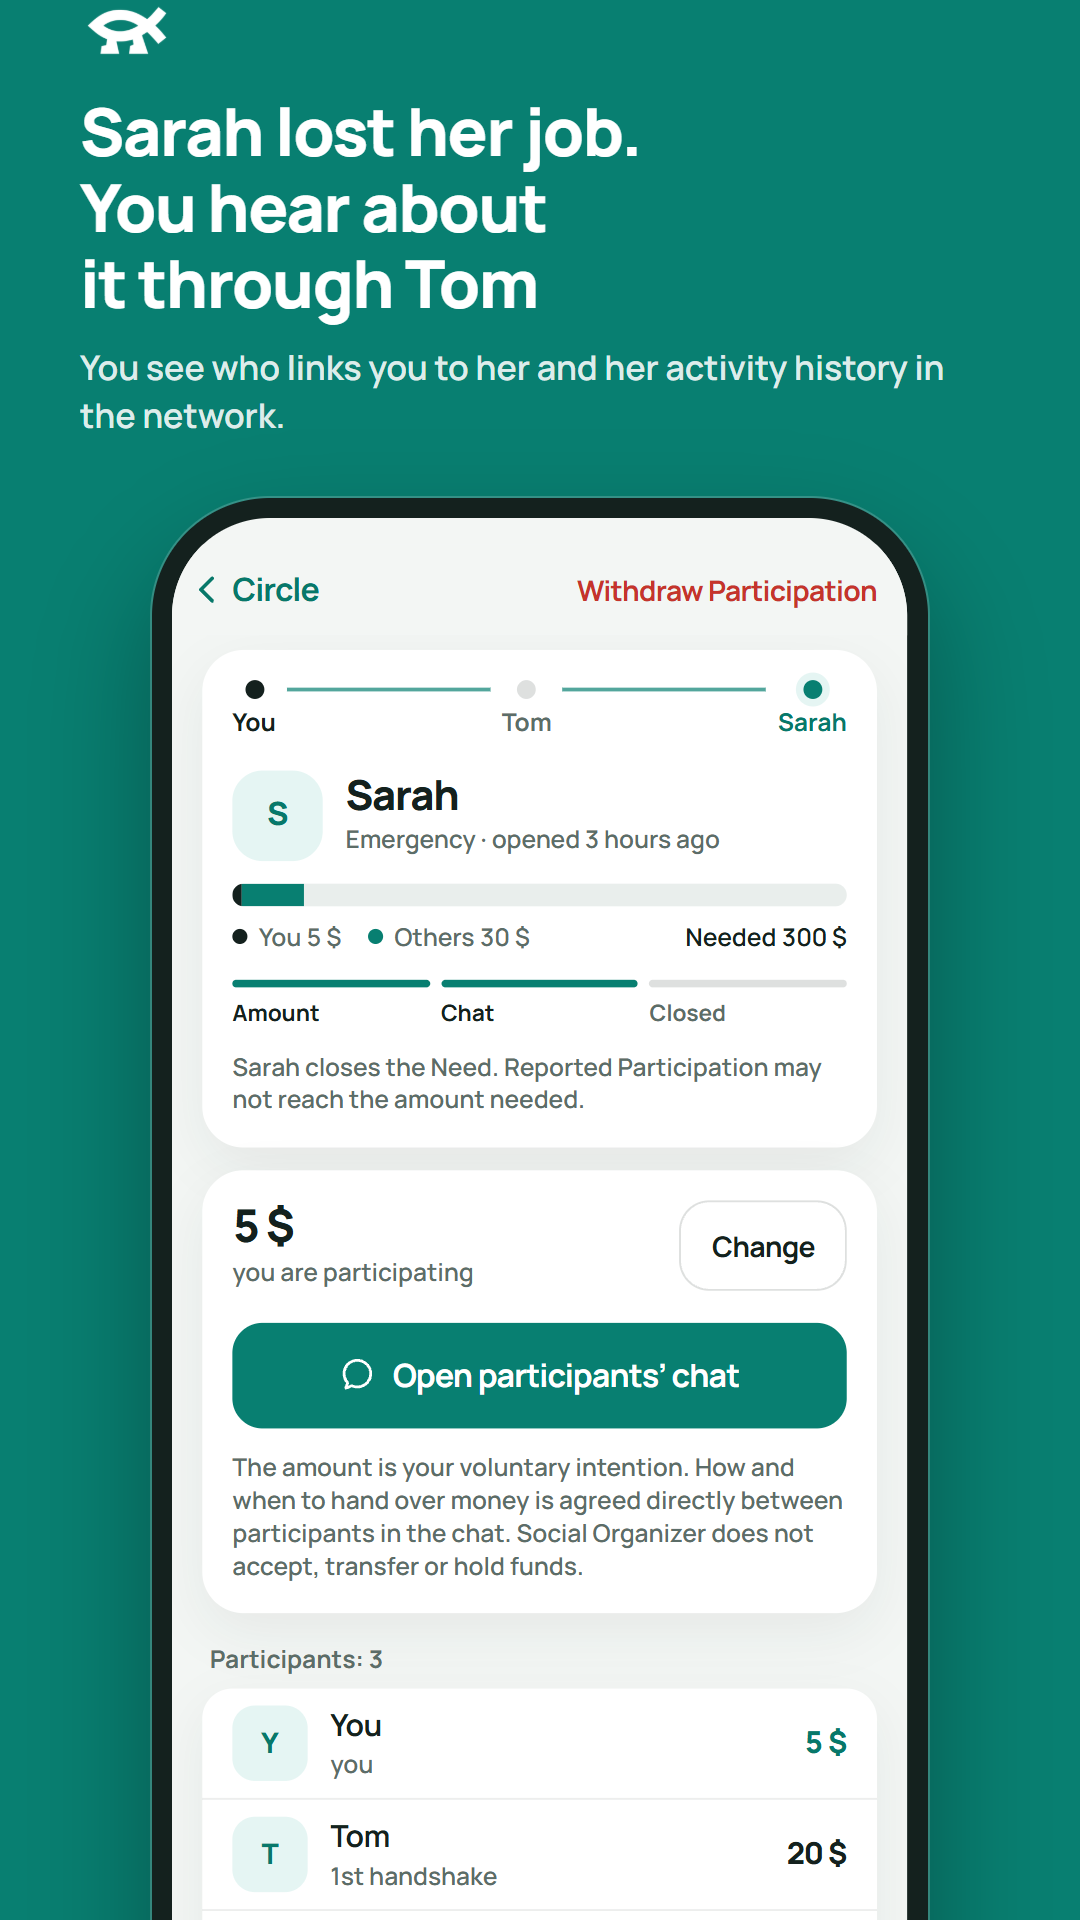 Sarah lost her job.
You hear about
it through Tom
You see who links you to her and her activity history in
the network.
Circle
Withdraw Participation
You
Tom
Sarah
S
Sarah
Emergency · opened 3 hours ago
You 5 $
Others 30 $
Needed 300 $
Amount
Chat
Closed
Sarah closes the Need. Reported Participation may
not reach the amount needed.
5 $
you are participating
Change
Open participants’ chat
The amount is your voluntary intention. How and
when to hand over money is agreed directly between
participants in the chat. Social Organizer does not
accept, transfer or hold funds.
Participants: 3
Y
You
you
5 $
T
Tom
1st handshake
20 $